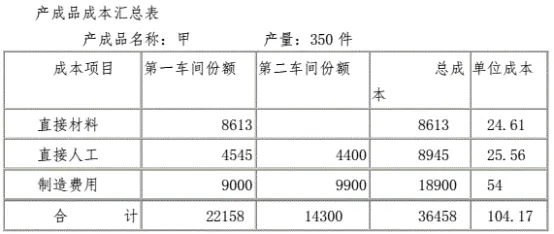 产成品成本汇总表
产成品名称：甲 产量：350 件
成本项目 第一车间份额 第二车间份额 总成本 单位成本
直接材料 8613 8613 24.61
直接人工 4545 4400 8945 25.56
制造费用 9000 9900 18900 54
合 计 22158 14300 36458 104.17